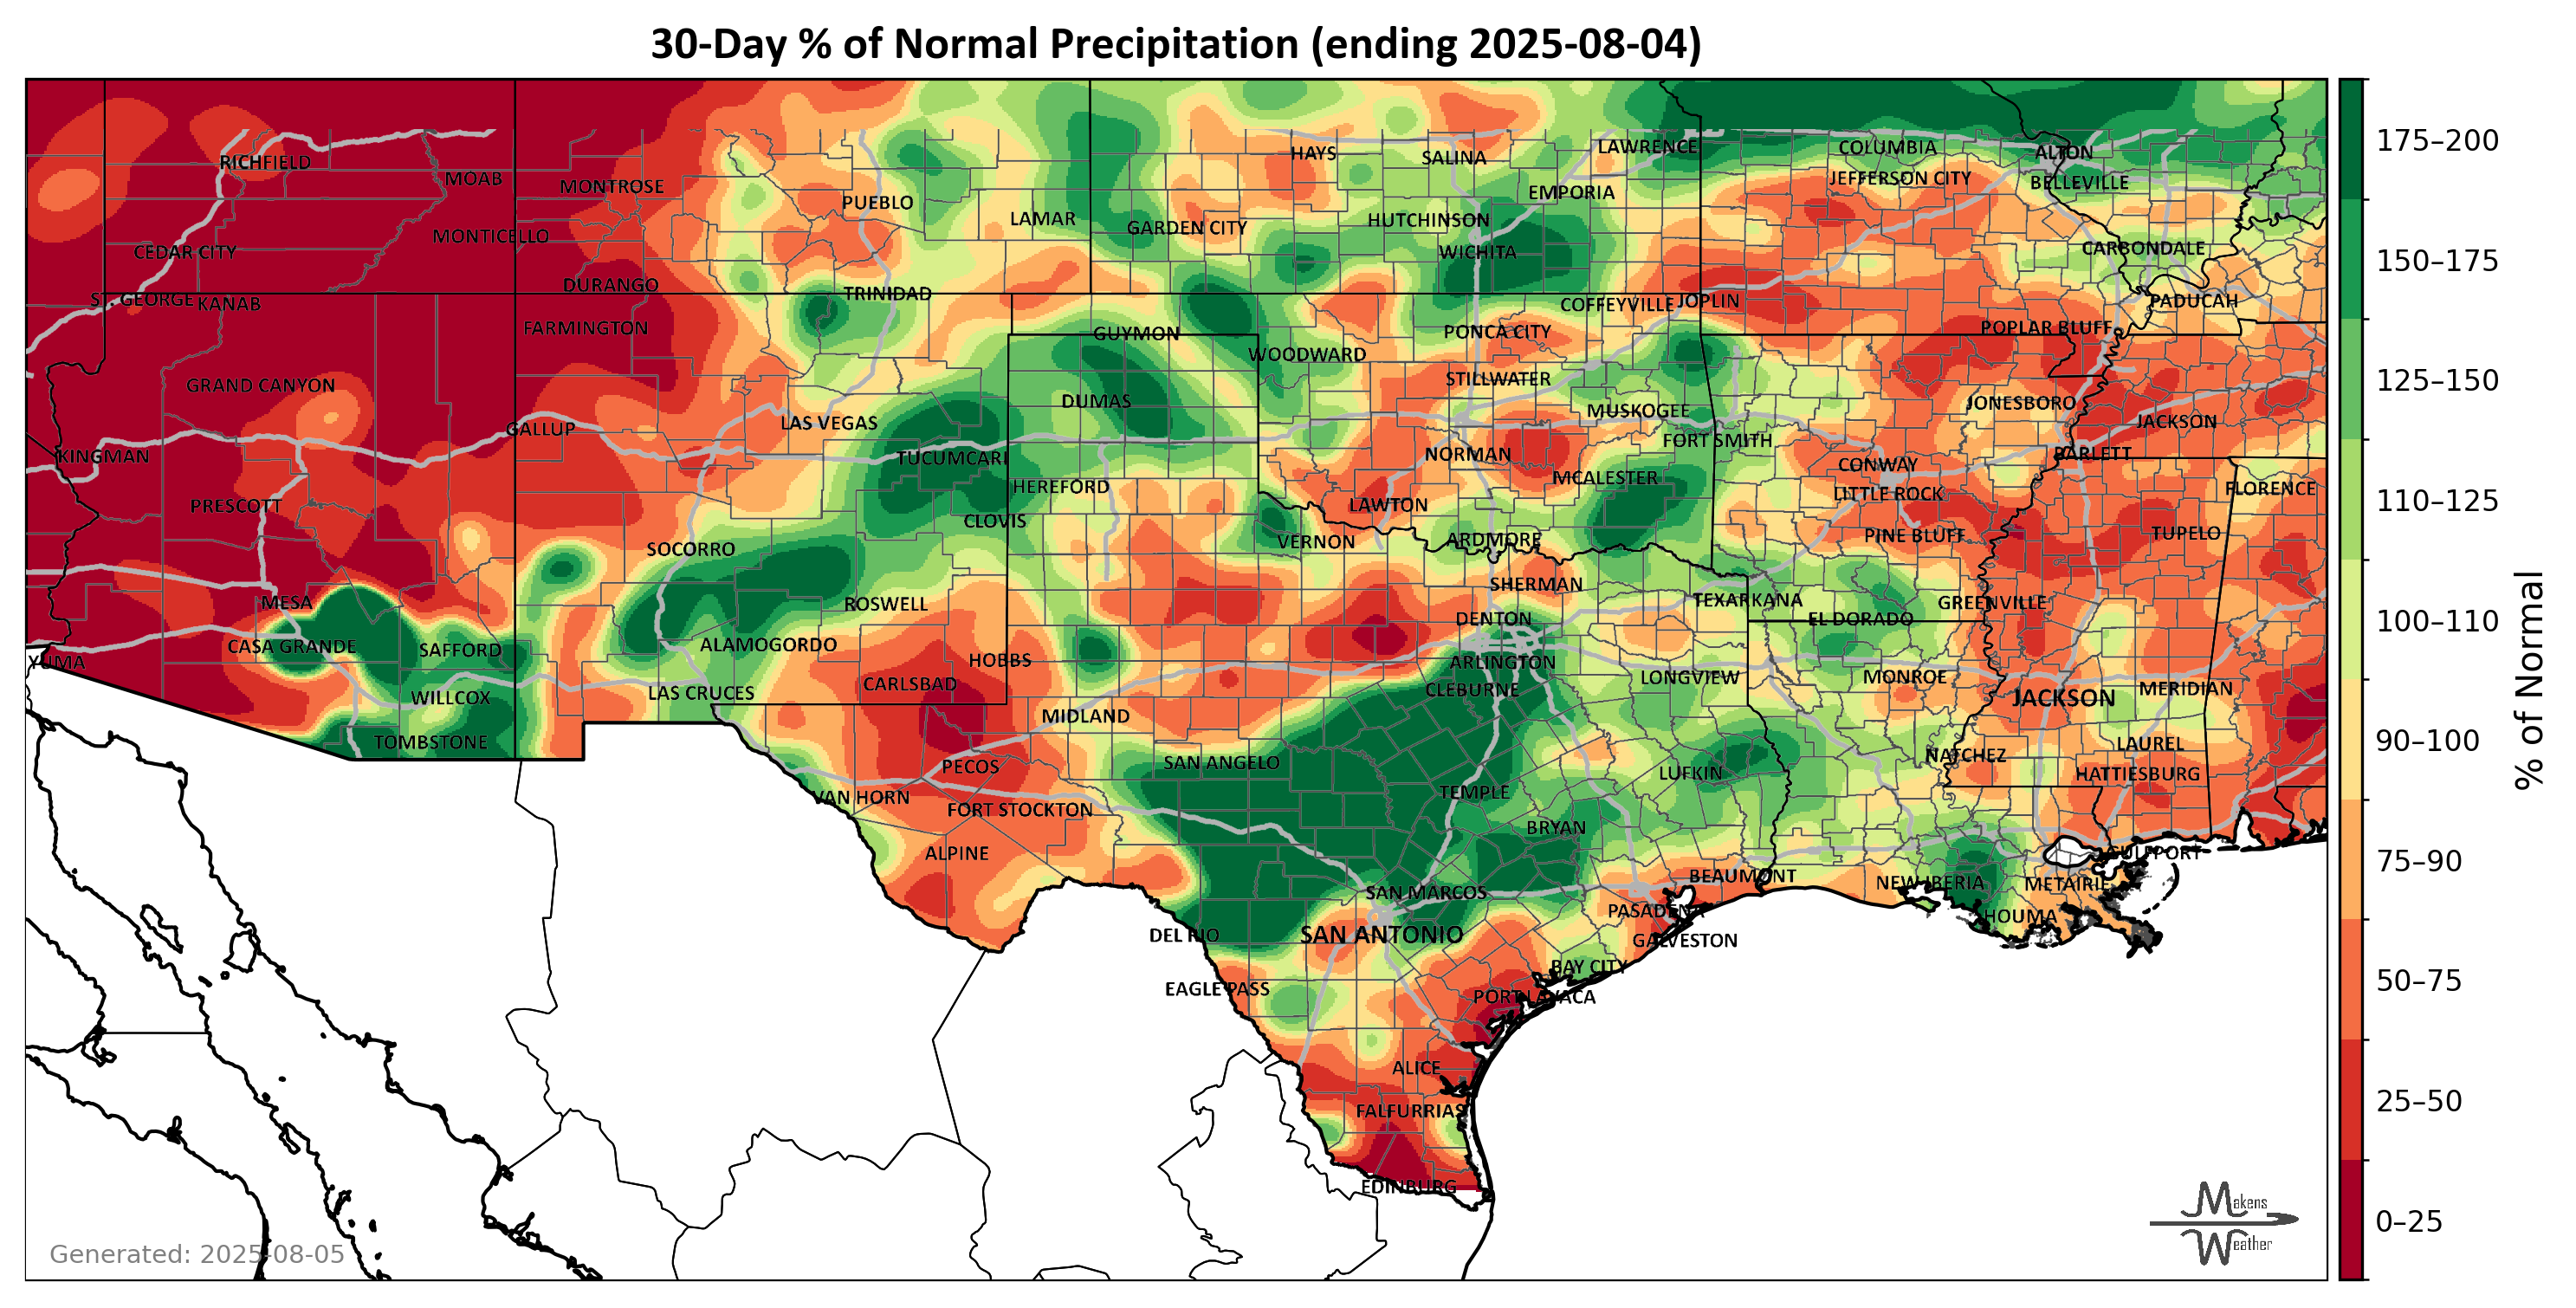 30-Day % of Normal Precipitation (ending 2025-08-04)
RICHFIELD
MOAB
MONTROSE
PUEBLO
LAMAR
HAYS
SALINA
LAWRENCE
COLUMBIA
ALTON
JEFFERSON CITY
BELLEVILLE
EMPORIA
HUTCHINSON
GARDEN CITY
MONTICELLO
CEDAR CITY
WICHITA
CARBONDALE
DURANGO
TRINIDAD
ST. GEORGE
KANAB
COFFEYVILLE
JOPLIN
PADUCAH
FARMINGTON
GUYMON
PONCA CITY
POPLAR BLUFF
WOODWARD
GRAND CANYON
STILLWATER
DUMAS
MUSKOGEE
JONESBORO
LAS VEGAS
JACKSON
GALLUP
FORT SMITH
KINGMAN
TUCUMCARI
NORMAN
CONWAY
BARLETT
HEREFORD
MCALESTER
LITTLE ROCK
FLORENCE
PRESCOTT
LAWTON
CLOVIS
PINE BLUFF
TUPELO
SOCORRO
VERNON
ARDMORE
SHERMAN
MESA
ROSWELL
TEXARKANA
GREENVILLE
DENTON
EL DORADO
CASA GRANDE
SAFFORD
ALAMOGORDO
YUMA
HOBBS
ARLINGTON
LONGVIEW
MONROE
CARLSBAD
CLEBURNE
LAS CRUCES
WILLCOX
JACKSON
MERIDIAN
MIDLAND
TOMBSTONE
LAUREL
NATCHEZ
PECOS
SAN ANGELO
LUFKIN
HATTIESBURG
VAN HORN
FORT STOCKTON
TEMPLE
BRYAN
ALPINE
GULFPORT
BEAUMONT
NEW IBERIA
METAIRIE
SAN MARCOS
PASADENA
HOUMA
DEL RIO
SAN ANTONIO
GALVESTON
BAY CITY
EAGLE PASS
PORT LAVACA
ALICE
FALFURRIAS
EDINBURG
Generated: 2025-08-05
Makens
Weather
175–200
150–175
125–150
110–125
100–110
90–100
75–90
50–75
25–50
0–25
% of Normal